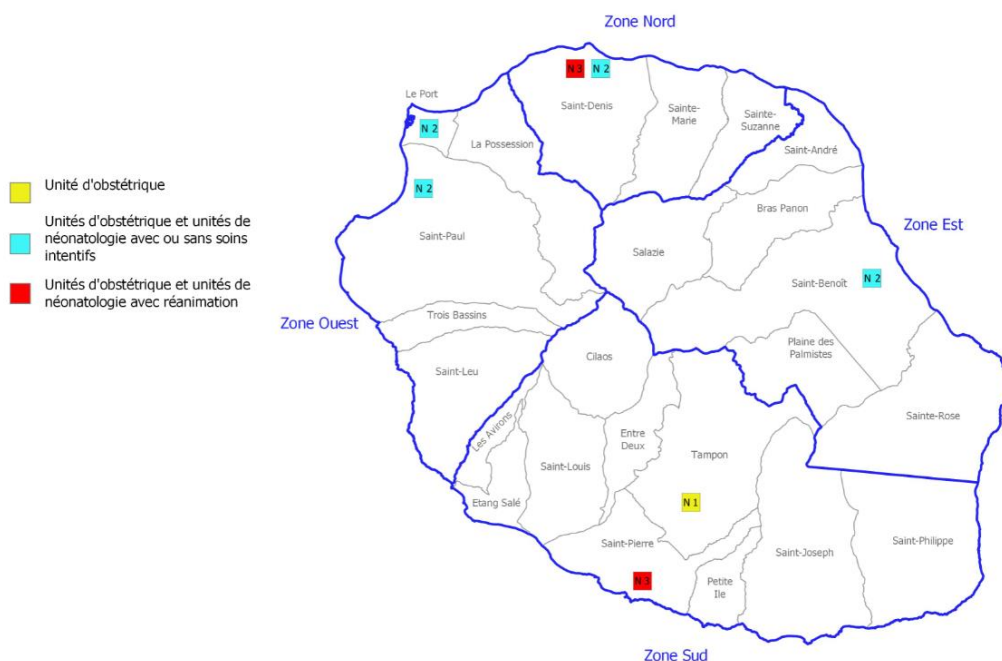 Zone Nord
N 3
N 2
Saint-Denis
Sainte-
Marie
Sainte-
Suzanne
Le Port
N 2
La Possession
Saint-André
N 2
Saint-Paul
Bras Panon
Zone Est
Salazie
Saint-Benoît
N 2
Unité d'obstétrique
Unités d'obstétrique et unités de
néonatologie avec ou sans soins
intentifs
Unités d'obstétrique et unités de
néonatologie avec réanimation
Zone Ouest
Trois Bassins
Plaine des
Palmistes
Cilaos
Saint-Leu
Sainte-Rose
Les Avirons
Entre
Deux
Tampon
Saint-Louis
Etang Salé
N 1
Saint-Pierre
Saint-Joseph
Saint-Philippe
N 3
Petite
Ile
Zone Sud